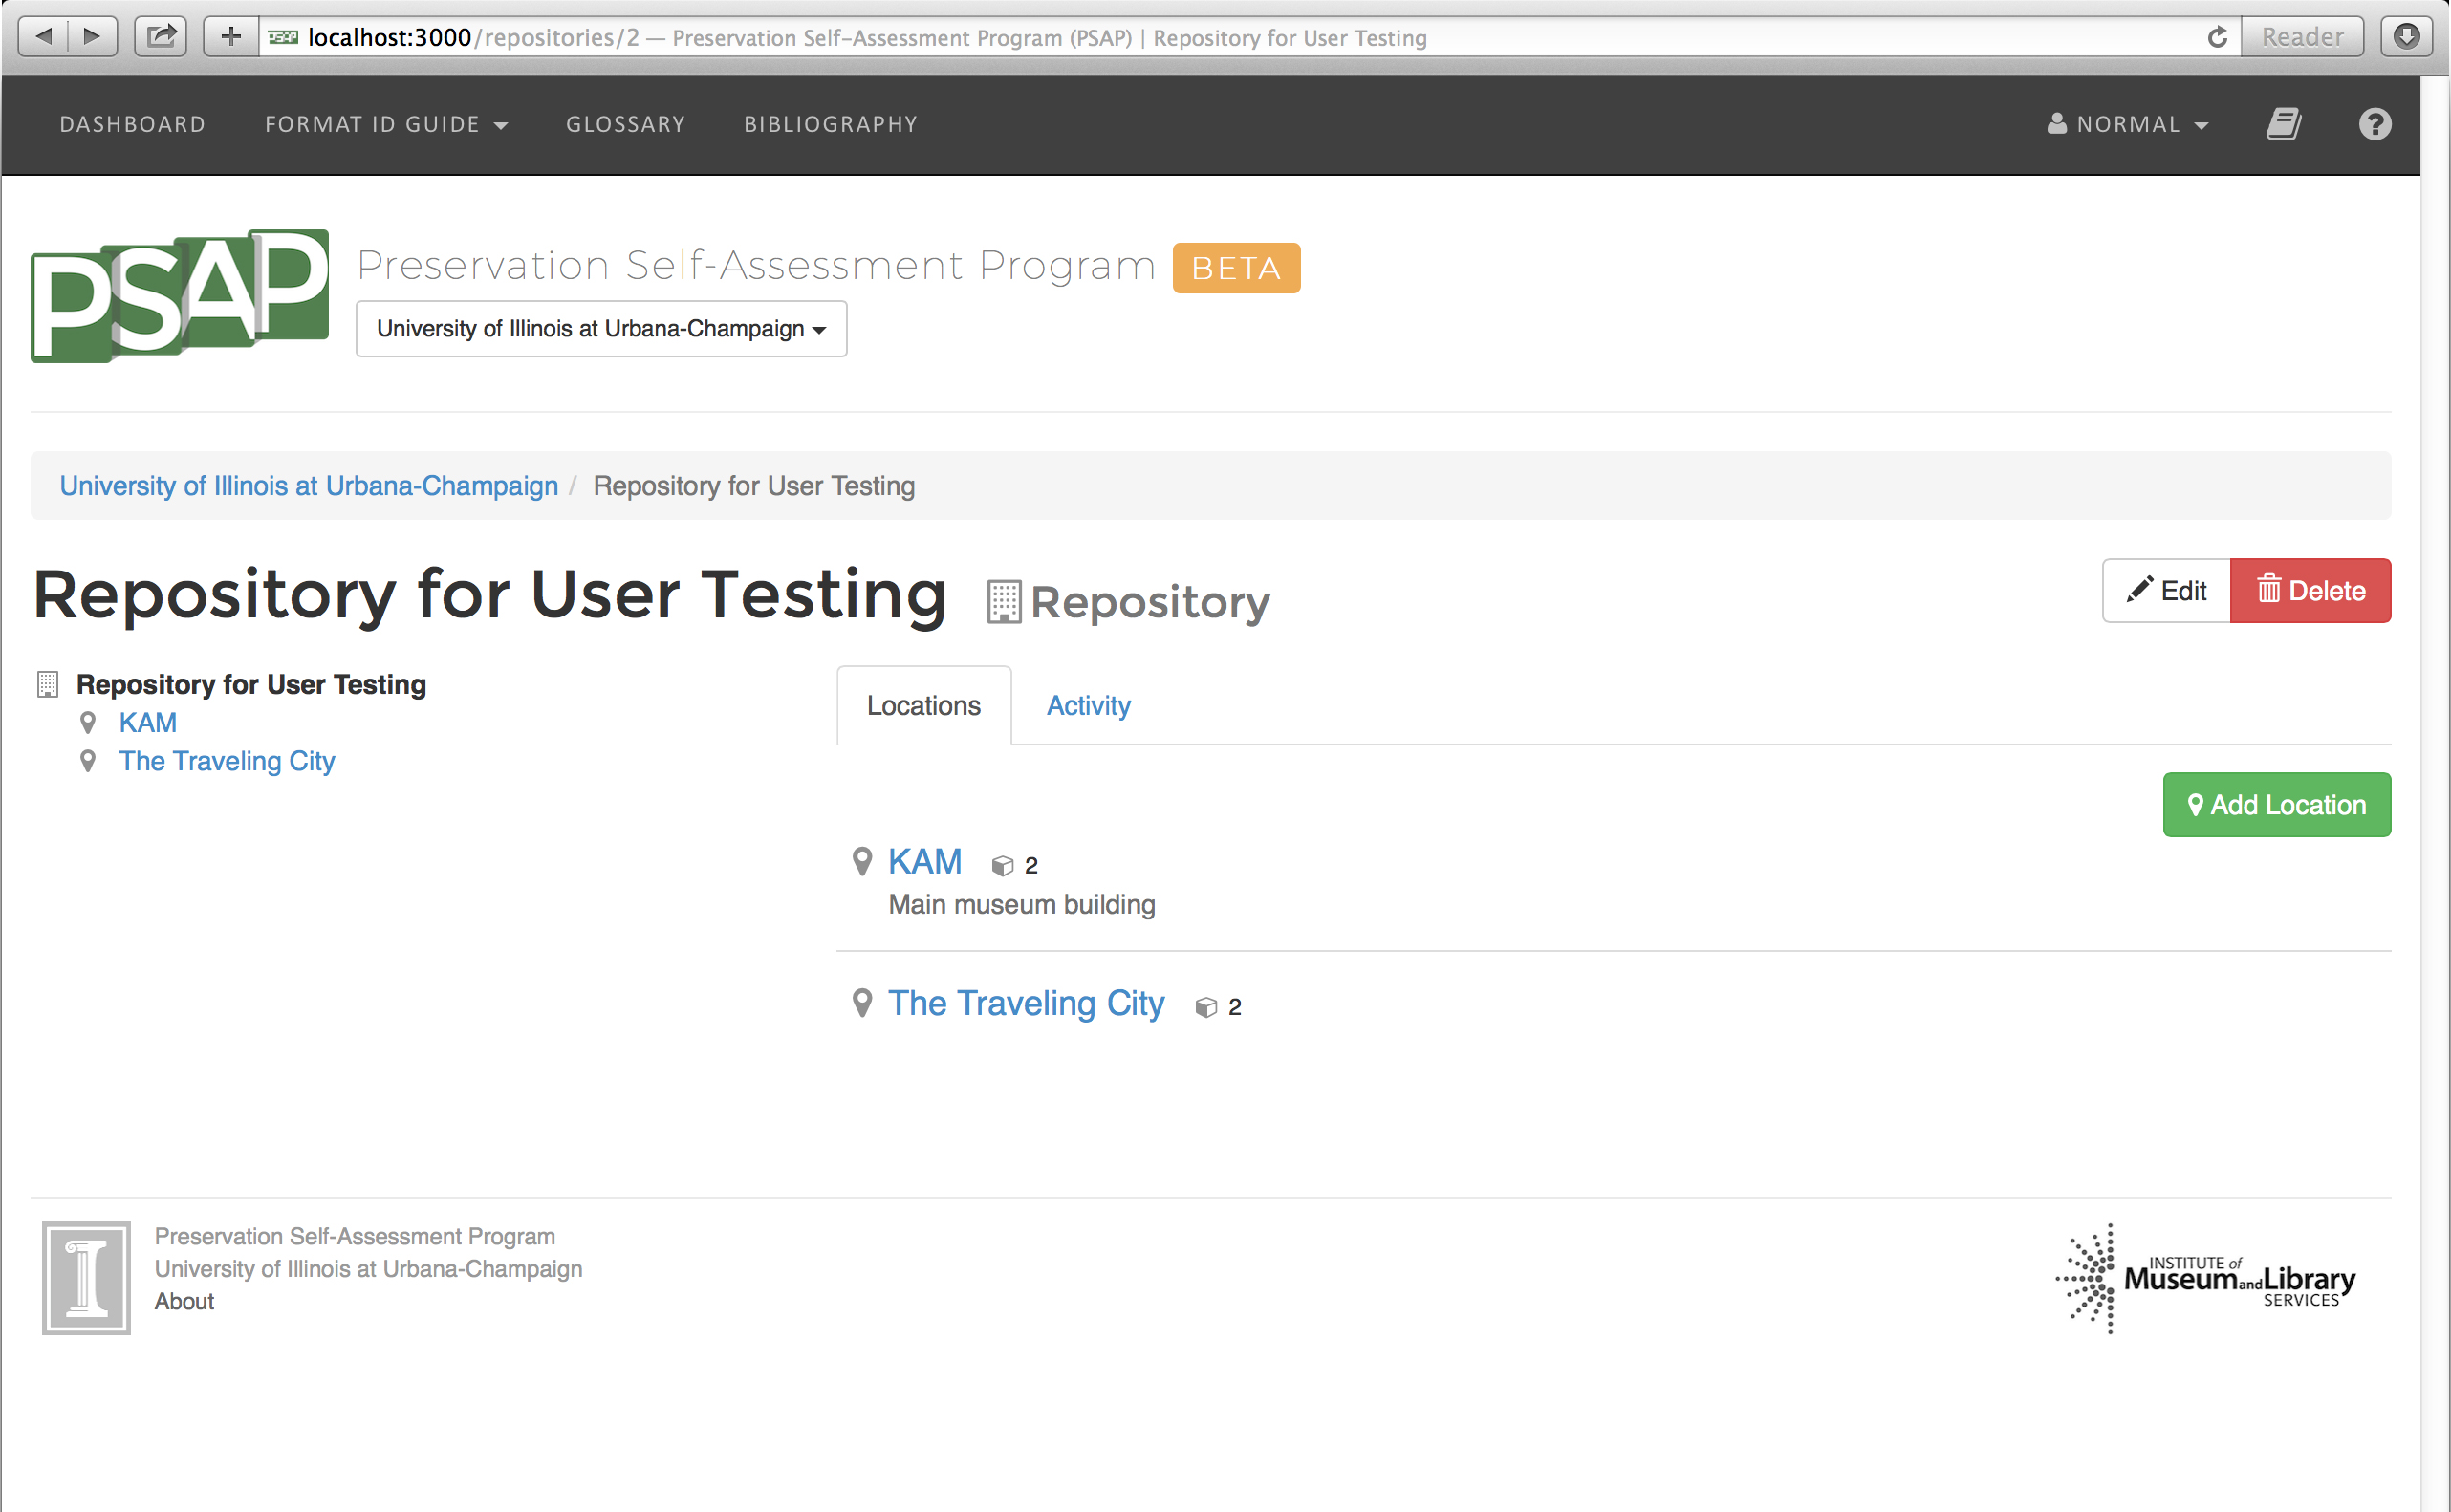 localhost:3000/repositories/2 — Preservation Self-Assessment Program (PSAP) | Repository for User Testing
Reader
DASHBOARD
FORMAT ID GUIDE
GLOSSARY
BIBLIOGRAPHY
NORMAL
PSAP
Preservation Self-Assessment Program BETA
University of Illinois at Urbana-Champaign
University of Illinois at Urbana-Champaign / Repository for User Testing
Repository for User Testing Repository
Edit
Delete
Repository for User Testing
KAM
The Traveling City
Locations
Activity
Add Location
KAM 2
Main museum building
The Traveling City 2
Preservation Self-Assessment Program
University of Illinois at Urbana-Champaign
About
INSTITUTE of
Museum and Library
SERVICES